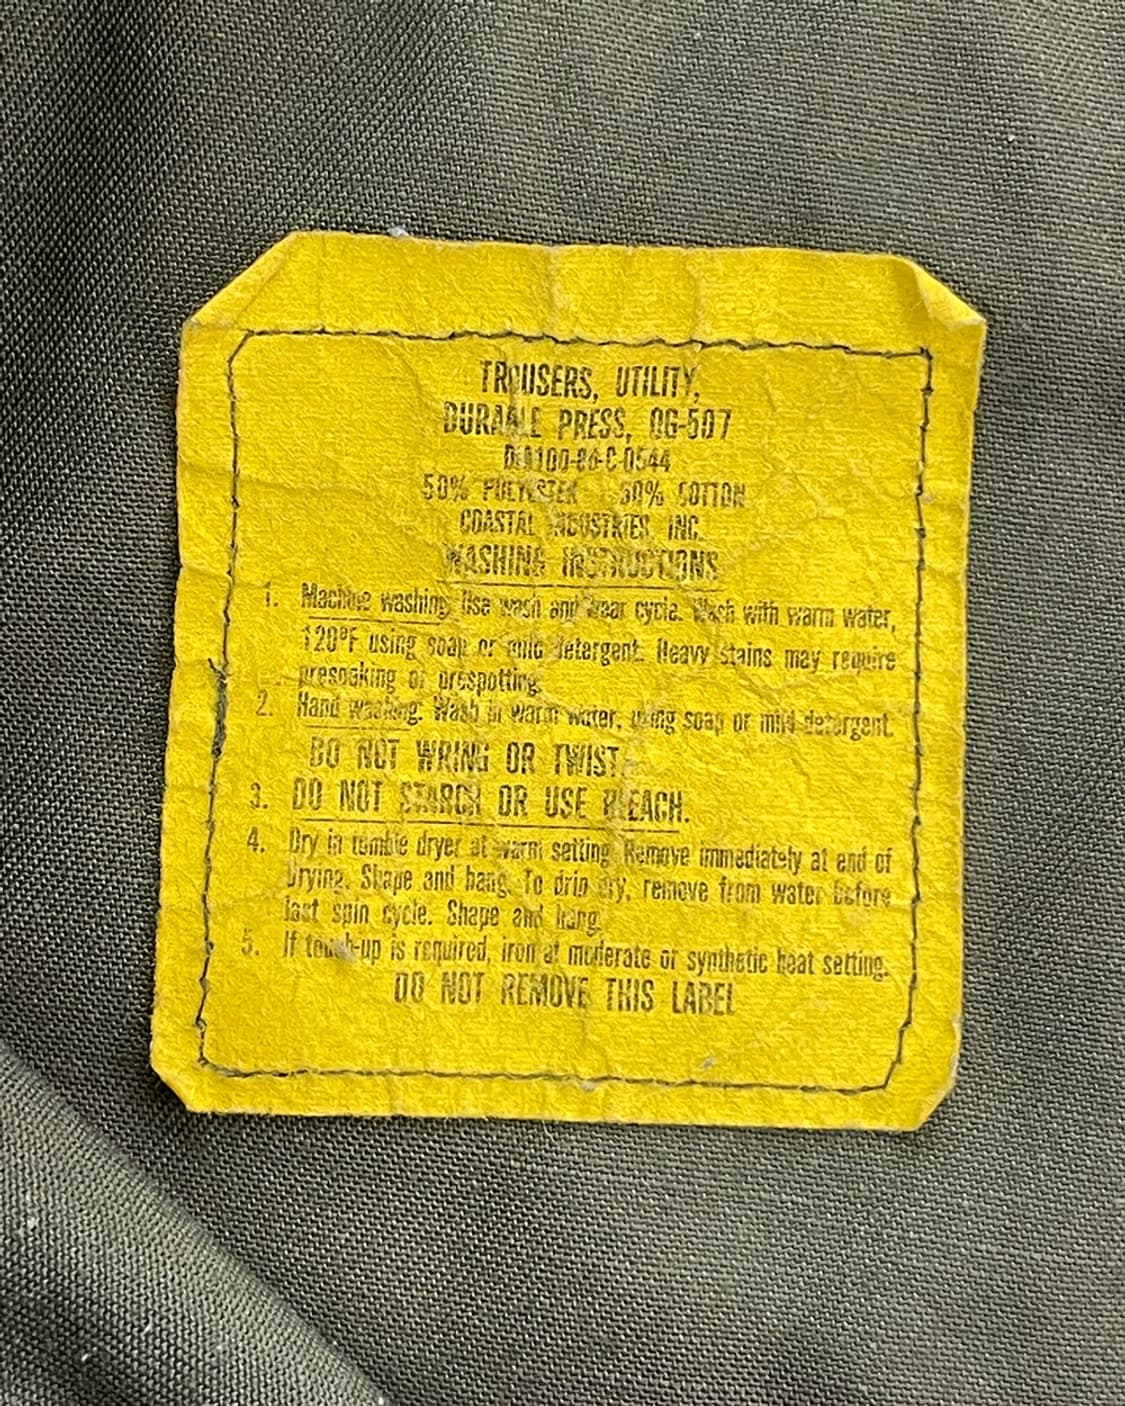 TROUSERS, UTILITY,
DURABLE PRESS, OG-507
DLA100-80-C-0544
50% POLYESTER 50% COTTON
COASTAL INDUSTRIES, INC.
WASHING INSTRUCTIONS
1. Machine washing. Use wash and wear cycle. Wash with warm water,
120°F using soap or mild detergent. Heavy stains may require
presoaking or prespotting.
2. Hand washing. Wash in warm water, using soap or mild detergent.
DO NOT WRING OR TWIST.
3. DO NOT STARCH OR USE BLEACH.
4. Dry in tumble dryer at warm setting. Remove immediately at end of
drying. Shape and hang. To drip dry, remove from water before
last spin cycle. Shape and hang.
5. If touch-up is required, iron at moderate or synthetic heat setting.
DO NOT REMOVE THIS LABEL